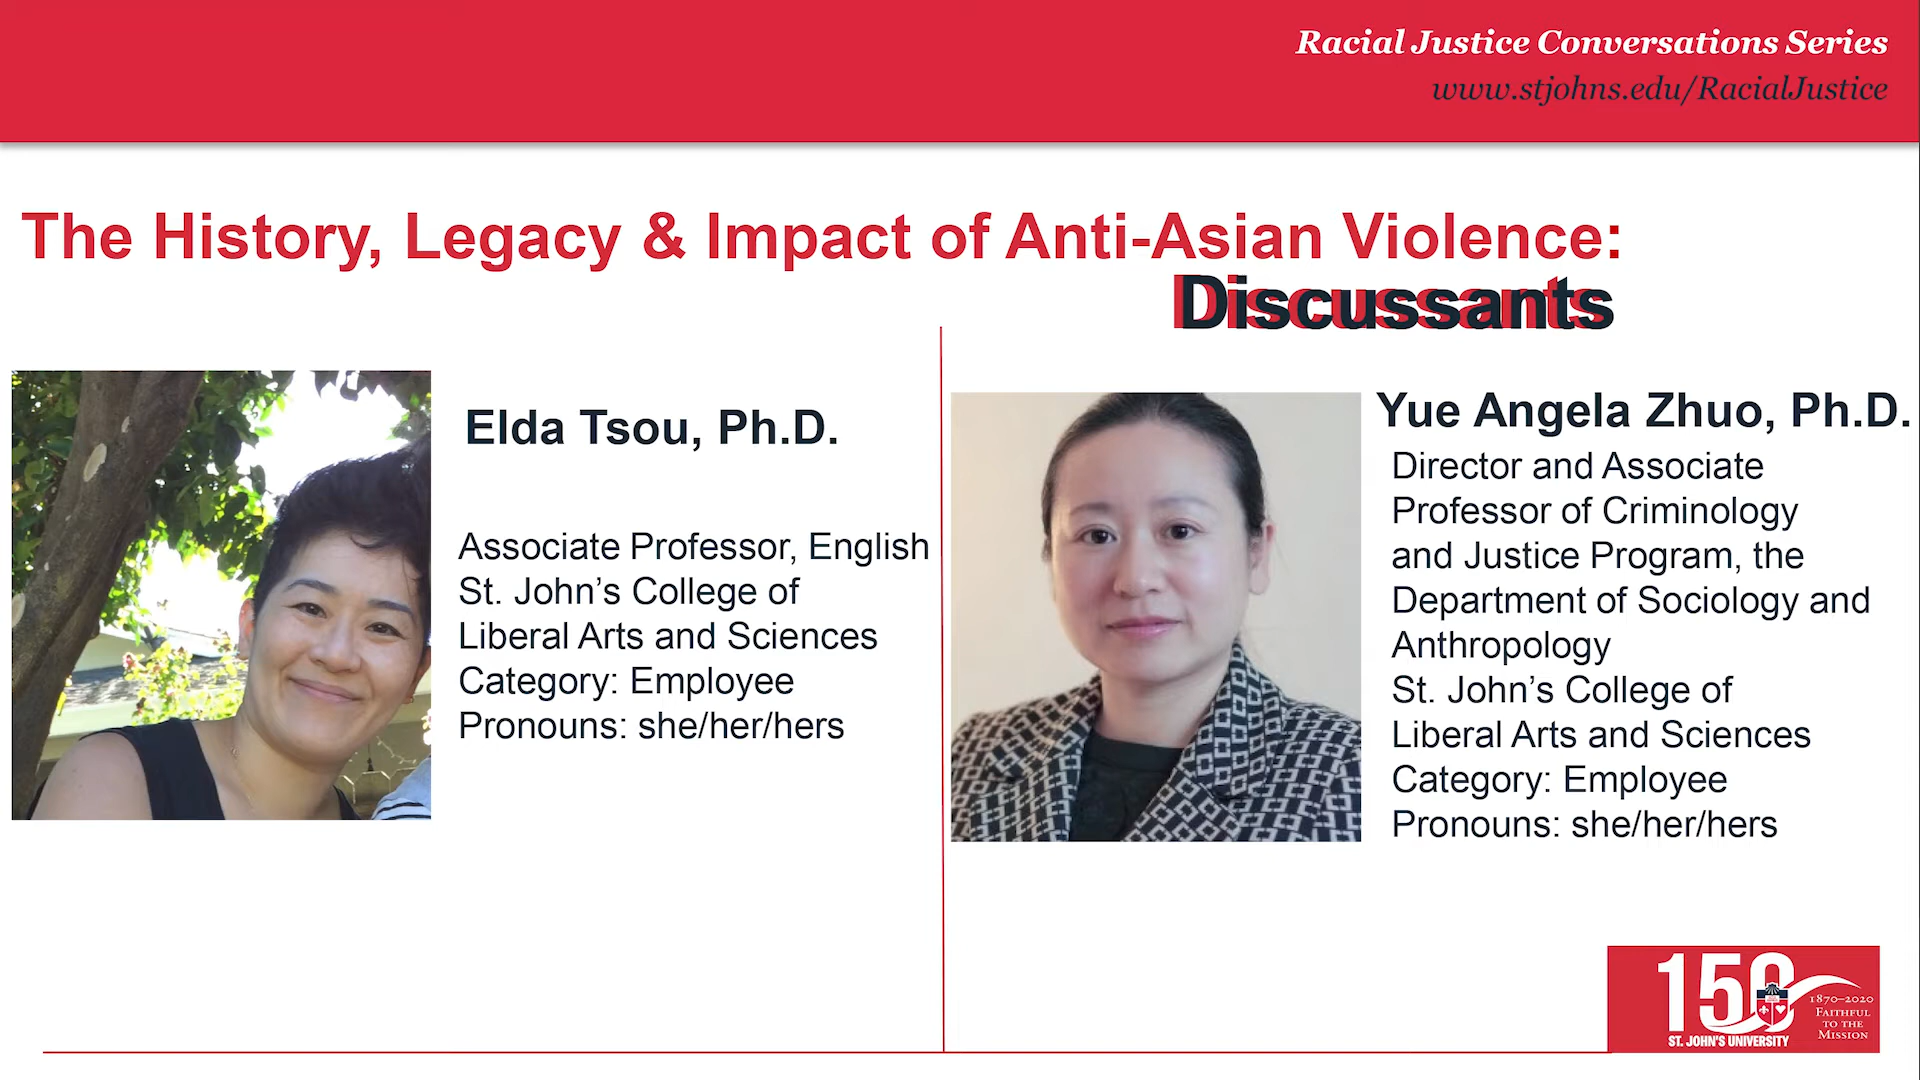 Racial Justice Conversations Series
www.stjohns.edu/RacialJustice
The History, Legacy & Impact of Anti-Asian Violence:
Discussants
Elda Tsou, Ph.D.
Associate Professor, English
St. John’s College of
Liberal Arts and Sciences
Category: Employee
Pronouns: she/her/hers
Yue Angela Zhuo, Ph.D.
Director and Associate
Professor of Criminology
and Justice Program, the
Department of Sociology and
Anthropology
St. John’s College of
Liberal Arts and Sciences
Category: Employee
Pronouns: she/her/hers
150
1870–2020
FAITHFUL
TO THE
MISSION
ST. JOHN'S UNIVERSITY